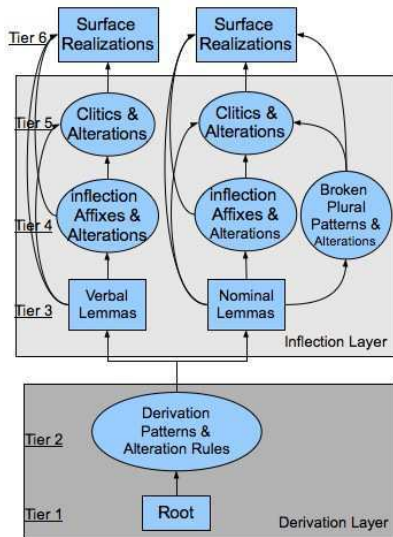 Tier 6
Surface
Realizations
Surface
Realizations
Tier 5
Clitics &
Alterations
Clitics &
Alterations
Tier 4
inflection
Affixes &
Alterations
inflection
Affixes &
Alterations
Broken
Plural
Patterns &
Alterations
Tier 3
Verbal
Lemmas
Nominal
Lemmas
Inflection Layer
Tier 2
Derivation
Patterns &
Alteration Rules
Tier 1
Root
Derivation Layer